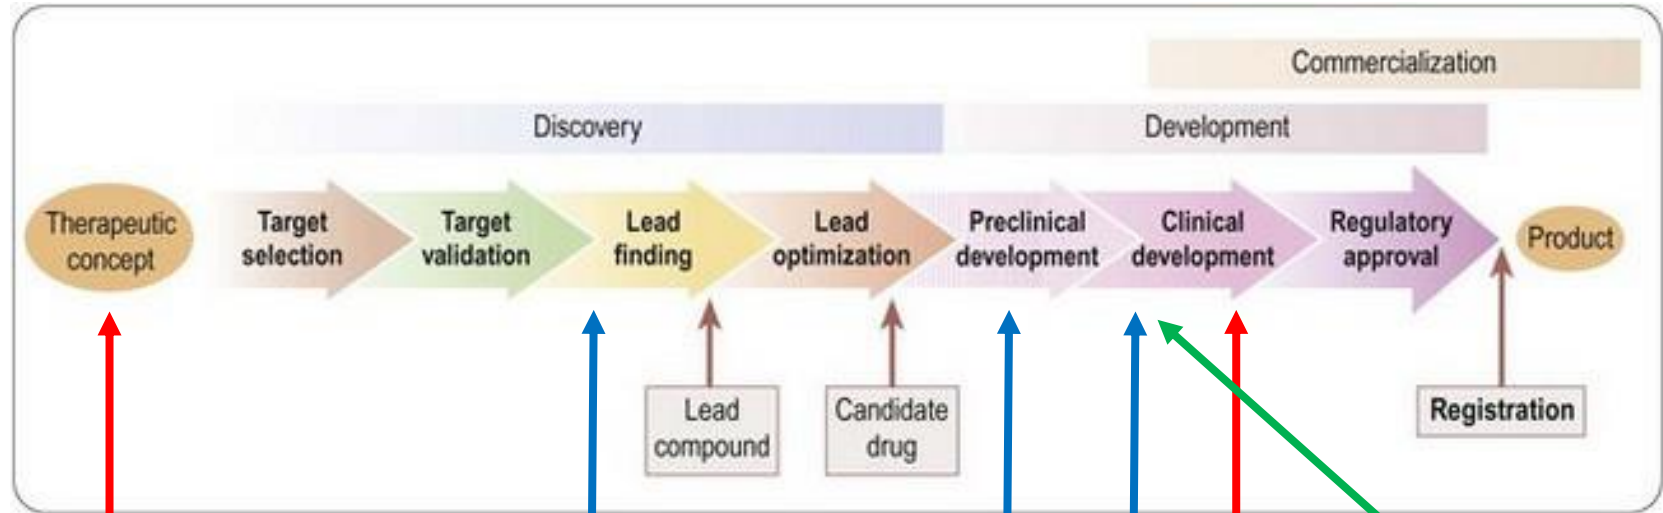 Commercialization
Discovery
Development
Therapeutic
concept
Target
selection
Target
validation
Lead
finding
Lead
optimization
Preclinical
development
Clinical
development
Regulatory
approval
Product
Lead
compound
Candidate
drug
Registration